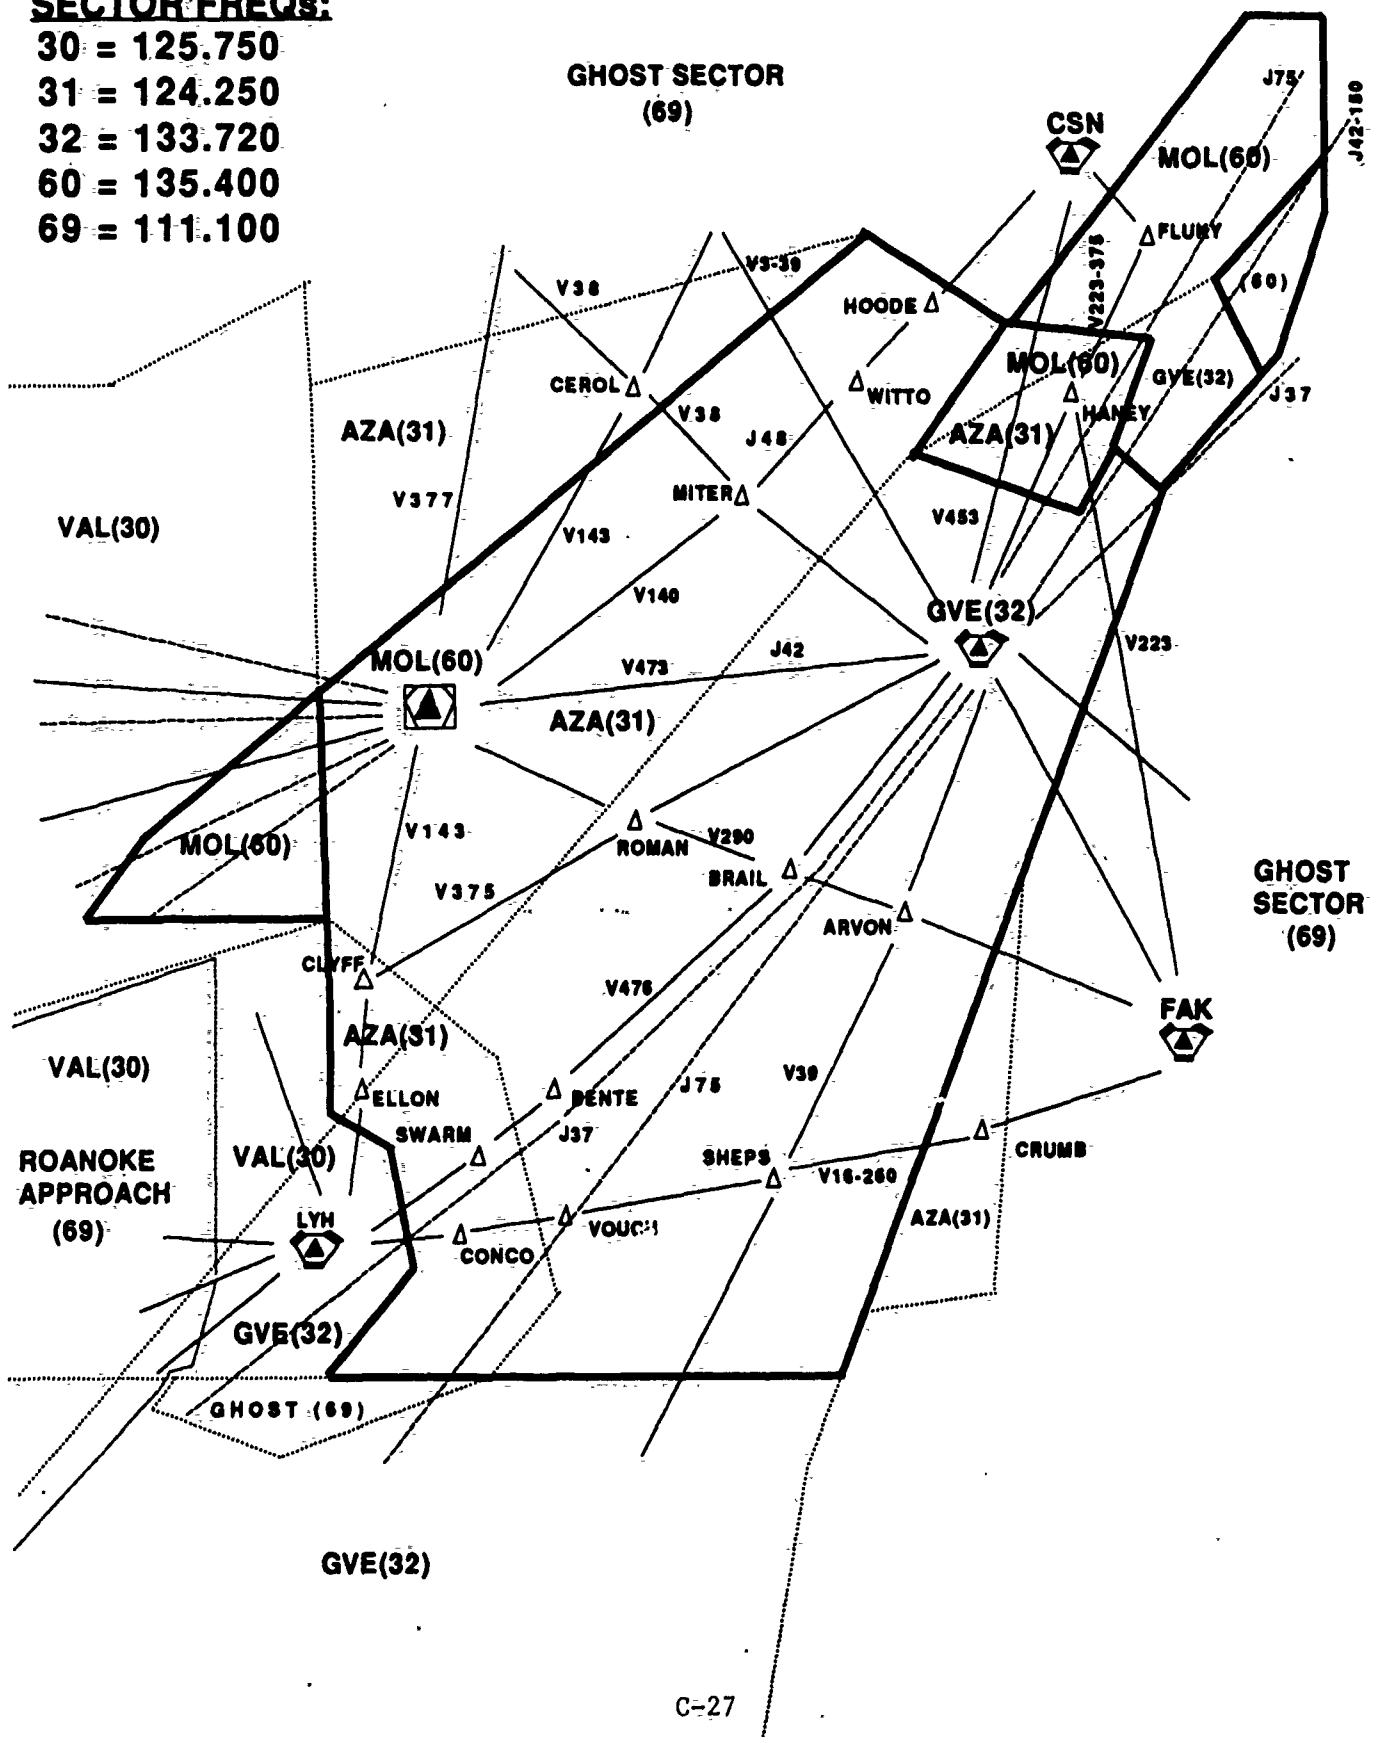 SECTOR FREQs:
30 = 125.750
31 = 124.250
32 = 133.720
60 = 135.400
69 = 111.100
GHOST SECTOR
(69)
CSN
J75
J42-150
MOL(60)
FLUKY
V223-375
(60)
V3-39
V38
HOODE
MOL(60)
GVE(32)
J37
CEROL
WITTO
HANEY
V38
AZA(31)
AZA(31)
J48
MITER
V377
V453
VAL(30)
V143
V140
GVE(32)
V223
MOL(60)
V473
J42
AZA(31)
V143
MOL(60)
ROMAN
V290
BRAIL
GHOST
SECTOR
(69)
V375
ARVON
CLYFF
V476
FAK
AZA(31)
VAL(30)
V39
J75
ELLON
DENTE
SWARM
J37
CRUMB
ROANOKE
APPROACH
(69)
VAL(30)
SHEPS
V16-260
LYH
VOUCH
AZA(31)
CONCO
GVE(32)
GHOST (69)
GVE(32)
C-27